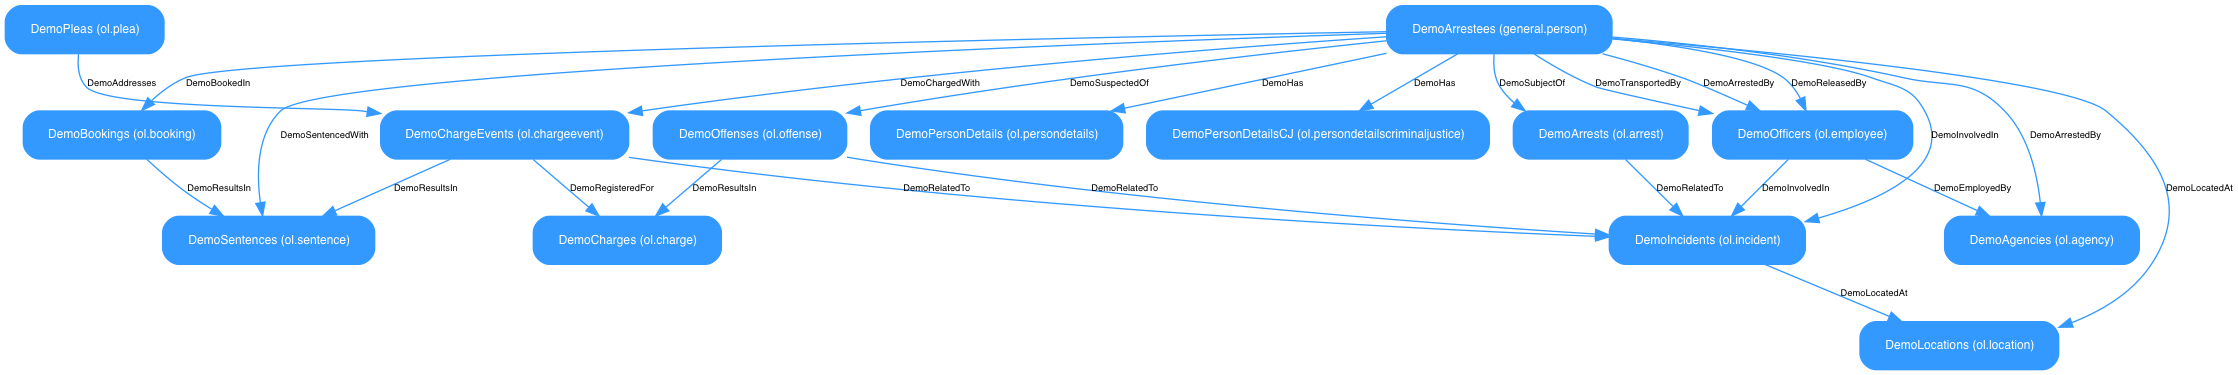 DemoPleas (ol.plea)
DemoArrestees (general.person)
DemoAddresses
DemoBookedIn
DemoChargedWith
DemoSuspectedOf
DemoHas
DemoHas
DemoSubjectOf
DemoTransportedBy
DemoArrestedBy
DemoReleasedBy
DemoBookings (ol.booking)
DemoSentencedWith
DemoChargeEvents (ol.chargeevent)
DemoOffenses (ol.offense)
DemoPersonDetails (ol.persondetails)
DemoPersonDetailsCJ (ol.persondetailscriminaljustice)
DemoArrests (ol.arrest)
DemoOfficers (ol.employee)
DemoInvolvedIn
DemoArrestedBy
DemoResultsIn
DemoResultsIn
DemoRegisteredFor
DemoResultsIn
DemoRelatedTo
DemoRelatedTo
DemoRelatedTo
DemoInvolvedIn
DemoEmployedBy
DemoLocatedAt
DemoSentences (ol.sentence)
DemoCharges (ol.charge)
DemoIncidents (ol.incident)
DemoAgencies (ol.agency)
DemoLocatedAt
DemoLocations (ol.location)